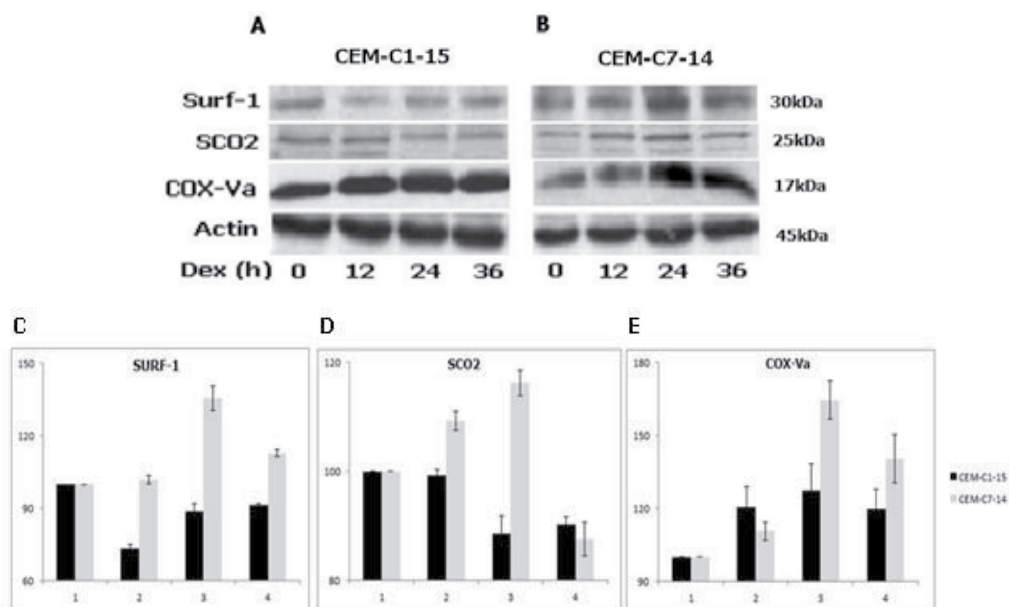 A B
CEM-C1-15 CEM-C7-14
Surf-1 30kDa
SCO2 25kDa
COX-Va 17kDa
Actin 45kDa
Dex (h) 0 12 24 36 0 12 24 36
C D E
SURF-1
150
120
90
60
1 2 3 4
SCO2
120
100
80
1 2 3 4
COX-Va
180
150
120
90
1 2 3 4
CEM-C1-15
CEM-C7-14